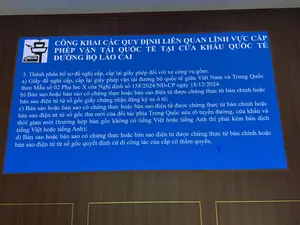 CÔNG KHAI CÁC QUY ĐỊNH LIÊN QUAN LĨNH VỰC CẤP
PHÉP VẬN TẢI QUỐC TẾ TẠI CỬA KHẨU QUỐC TẾ
ĐƯỜNG BỘ LÀO CAI
3. Thành phần hồ sơ đề nghị cấp, cấp lại giấy phép đối với xe công vụ gồm:
a) Giấy đề nghị cấp, cấp lại giấy phép vận tải đường bộ quốc tế giữa Việt Nam và Trung Quốc
theo Mẫu số 02 Phụ lục X của Nghị định số 158/2024/NĐ-CP ngày 18/12/2024
b) Bản sao hoặc bản sao có chứng thực hoặc bản sao điện tử được chứng thực từ bản chính hoặc
bản sao điện tử từ sổ gốc giấy chứng nhận đăng ký xe ô tô;
c) Bản sao hoặc bản sao có chứng thực hoặc bản sao điện tử được chứng thực từ bản chính hoặc
bản sao điện tử từ sổ gốc thư mời của đối tác phía Trung Quốc nêu rõ tuyến đường, cửa khẩu và
thời gian mời (trường hợp bản gốc không có tiếng Việt hoặc tiếng Anh thì phải kèm bản dịch
tiếng Việt hoặc tiếng Anh);
d) Bản sao hoặc bản sao có chứng thực hoặc bản sao điện tử được chứng thực từ bản chính hoặc
bản sao điện tử từ sổ gốc quyết định cử đi công tác của cấp có thẩm quyền.